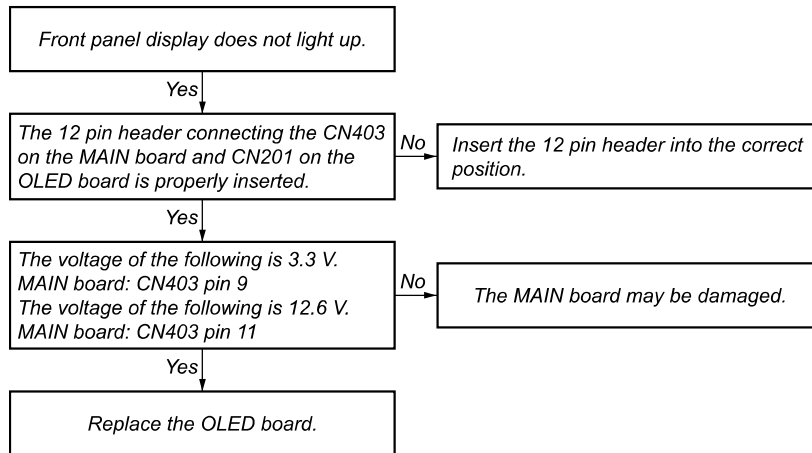 Front panel display does not light up.
Yes
The 12 pin header connecting the CN403
on the MAIN board and CN201 on the
OLED board is properly inserted.
No
Insert the 12 pin header into the correct
position.
Yes
The voltage of the following is 3.3 V.
MAIN board: CN403 pin 9
The voltage of the following is 12.6 V.
MAIN board: CN403 pin 11
No
The MAIN board may be damaged.
Yes
Replace the OLED board.